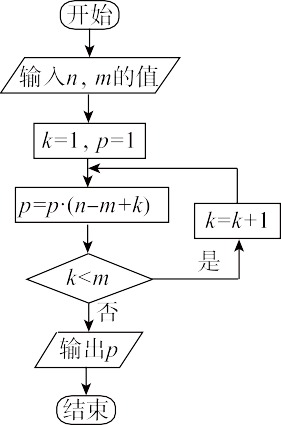 开始
输入n, m的值
k=1, p=1
p=p·(n−m+k)
k=k+1
k<m
是
否
输出p
结束